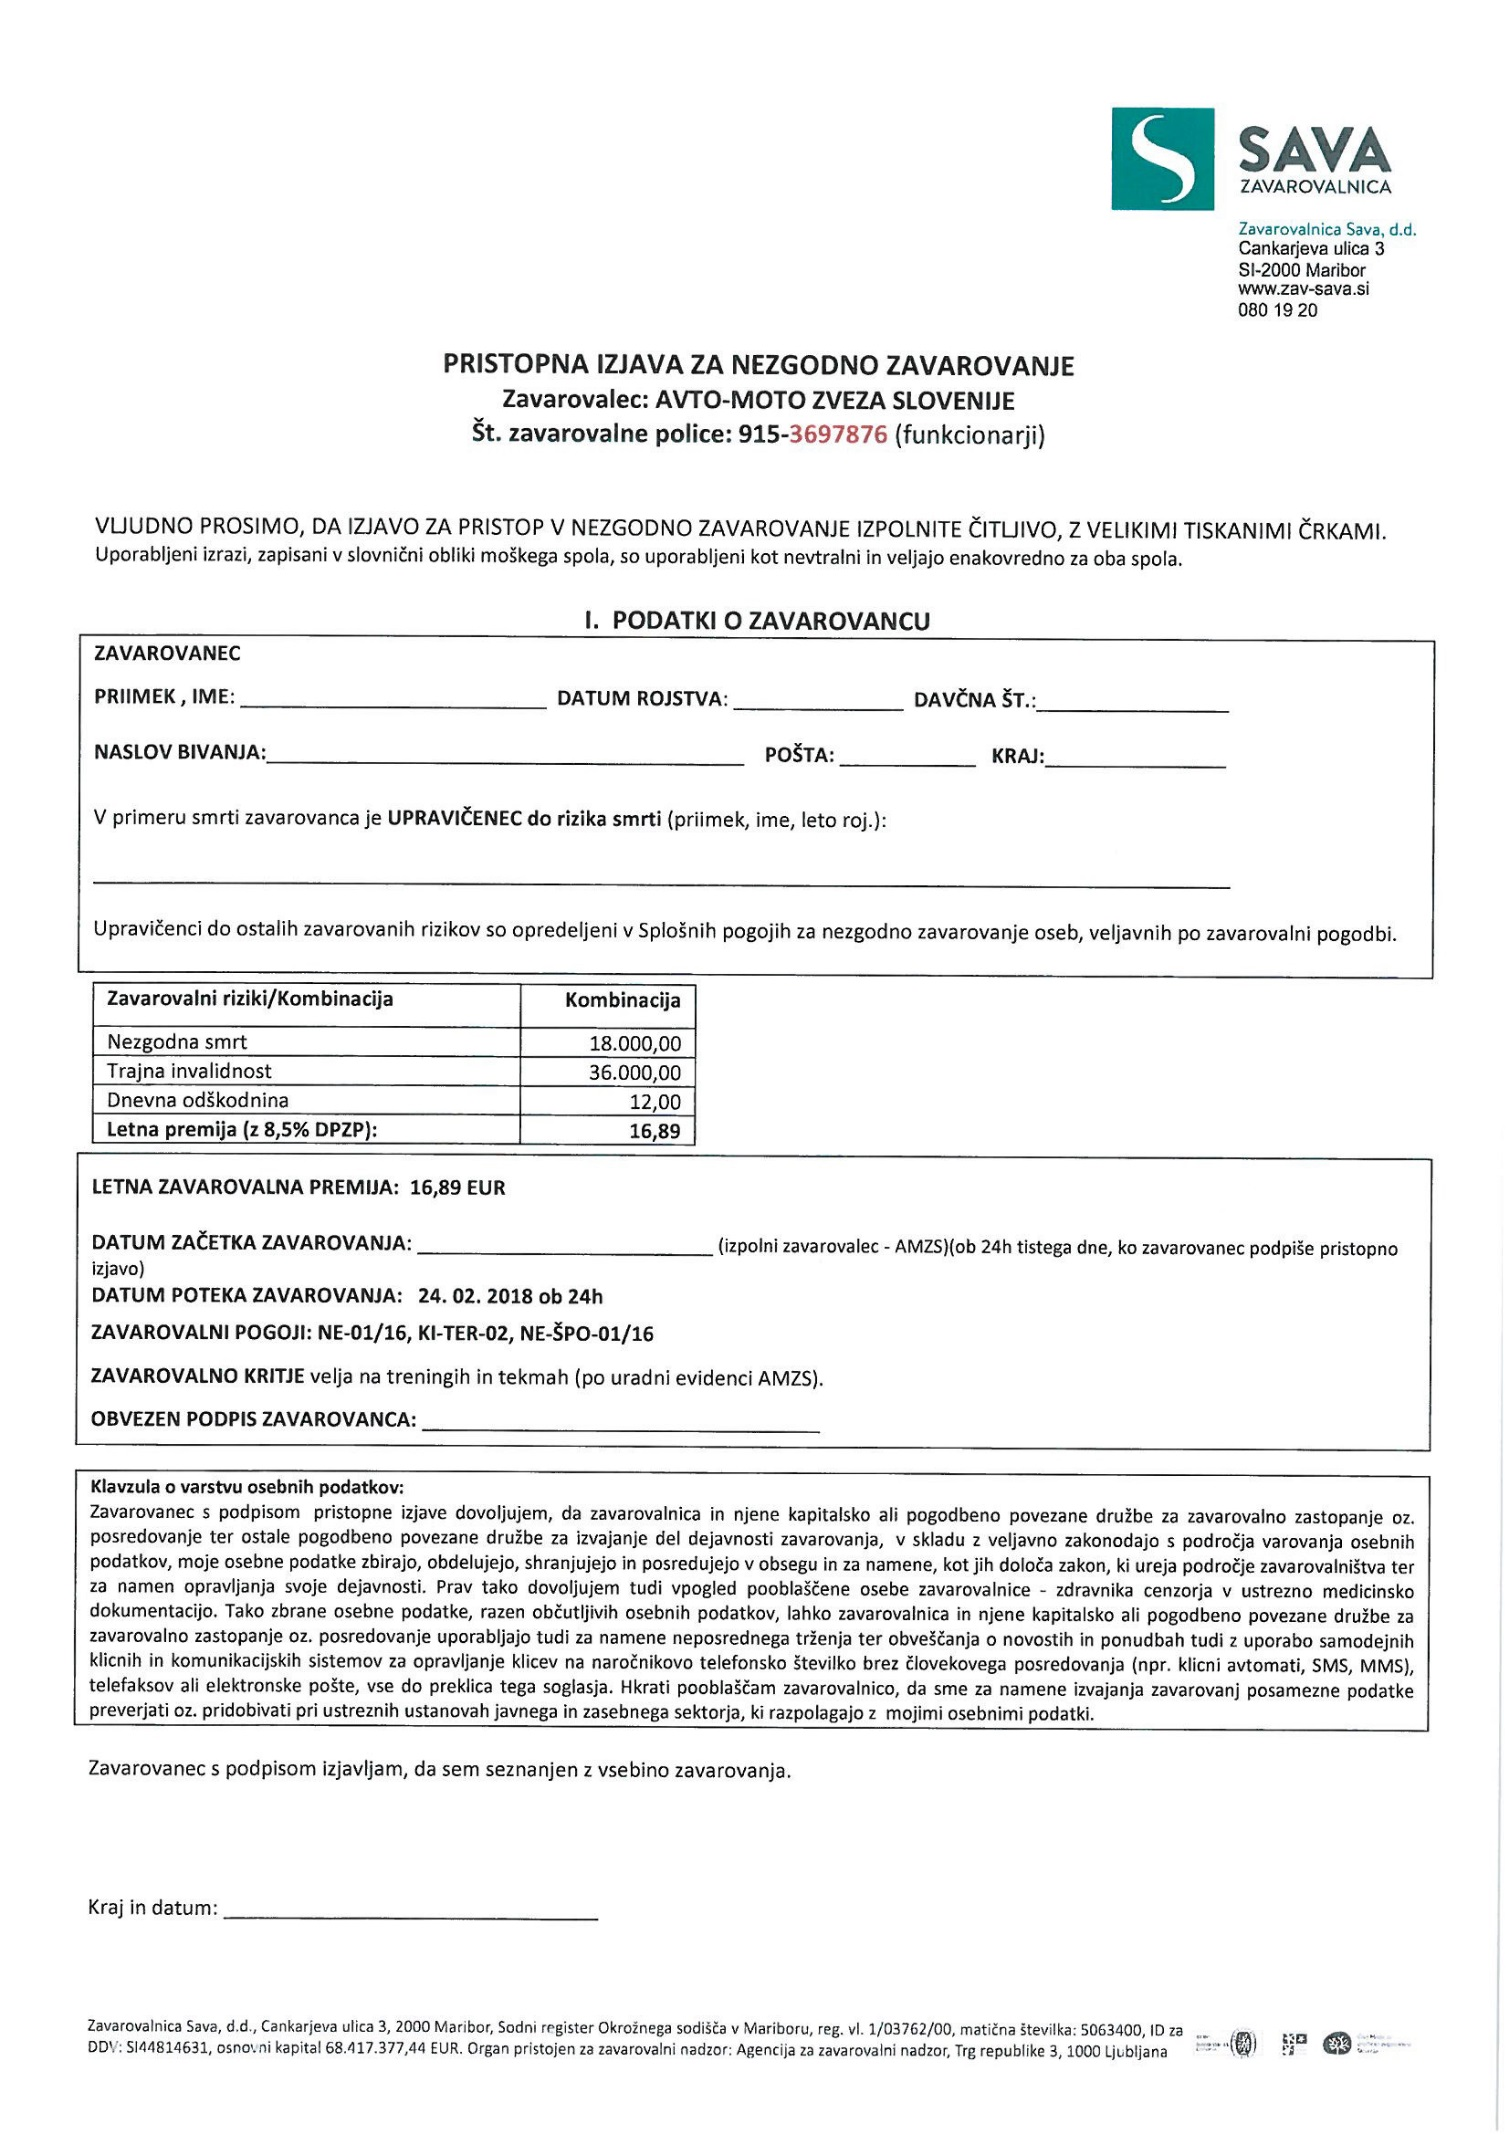 SAVA
ZAVAROVALNICA
Zavarovalnica Sava, d.d.
Cankarjeva ulica 3
SI-2000 Maribor
www.zav-sava.si
080 19 20
PRISTOPNA IZJAVA ZA NEZGODNO ZAVAROVANJE
Zavarovalec: AVTO-MOTO ZVEZA SLOVENIJE
Št. zavarovalne police: 915-3697876 (funkcionarji)
VLJUDNO PROSIMO, DA IZJAVO ZA PRISTOP V NEZGODNO ZAVAROVANJE IZPOLNITE ČITLJIVO, Z VELIKIMI TISKANIMI ČRKAMI.
Uporabljeni izrazi, zapisani v slovnični obliki moškega spola, so uporabljeni kot nevtralni in veljajo enakovredno za oba spola.
I. PODATKI O ZAVAROVANCU
ZAVAROVANEC
PRIIMEK , IME: DATUM ROJSTVA: DAVČNA ŠT.:
NASLOV BIVANJA: POŠTA: KRAJ:
V primeru smrti zavarovanca je UPRAVIČENEC do rizika smrti (priimek, ime, leto roj.):
Upravičenci do ostalih zavarovanih rizikov so opredeljeni v Splošnih pogojih za nezgodno zavarovanje oseb, veljavnih po zavarovalni pogodbi.
Zavarovalni riziki/Kombinacija Kombinacija
Nezgodna smrt 18.000,00
Trajna invalidnost 36.000,00
Dnevna odškodnina 12,00
Letna premija (z 8,5% DPZP): 16,89
LETNA ZAVAROVALNA PREMIJA: 16,89 EUR
DATUM ZAČETKA ZAVAROVANJA: (izpolni zavarovalec - AMZS)(ob 24h tistega dne, ko zavarovanec podpiše pristopno
izjavo)
DATUM POTEKA ZAVAROVANJA: 24. 02. 2018 ob 24h
ZAVAROVALNI POGOJI: NE-01/16, KI-TER-02, NE-ŠPO-01/16
ZAVAROVALNO KRITJE velja na treningih in tekmah (po uradni evidenci AMZS).
OBVEZEN PODPIS ZAVAROVANCA:
Klavzula o varstvu osebnih podatkov:
Zavarovanec s podpisom pristopne izjave dovoljujem, da zavarovalnica in njene kapitalsko ali pogodbeno povezane družbe za zavarovalno zastopanje oz.
posredovanje ter ostale pogodbeno povezane družbe za izvajanje del dejavnosti zavarovanja, v skladu z veljavno zakonodajo s področja varovanja osebnih
podatkov, moje osebne podatke zbirajo, obdelujejo, shranjujejo in posredujejo v obsegu in za namene, kot jih določa zakon, ki ureja področje zavarovalništva ter
za namen opravljanja svoje dejavnosti. Prav tako dovoljujem tudi vpogled pooblaščene osebe zavarovalnice - zdravnika cenzorja v ustrezno medicinsko
dokumentacijo. Tako zbrane osebne podatke, razen občutljivih osebnih podatkov, lahko zavarovalnica in njene kapitalsko ali pogodbeno povezane družbe za
zavarovalno zastopanje oz. posredovanje uporabljajo tudi za namene neposrednega trženja ter obveščanja o novostih in ponudbah tudi z uporabo samodejnih
klicnih in komunikacijskih sistemov za opravljanje klicev na naročnikovo telefonsko številko brez človekovega posredovanja (npr. klicni avtomati, SMS, MMS),
telefaksov ali elektronske pošte, vse do preklica tega soglasja. Hkrati pooblaščam zavarovalnico, da sme za namene izvajanja zavarovanj posamezne podatke
preverjati oz. pridobivati pri ustreznih ustanovah javnega in zasebnega sektorja, ki razpolagajo z mojimi osebnimi podatki.
Zavarovanec s podpisom izjavljam, da sem seznanjen z vsebino zavarovanja.
Kraj in datum:
Zavarovalnica Sava, d.d., Cankarjeva ulica 3, 2000 Maribor, Sodni register Okrožnega sodišča v Mariboru, reg. vl. 1/03762/00, matična številka: 5063400, ID za
DDV: SI44814631, osnovni kapital 68.417.377,44 EUR. Organ pristojen za zavarovalni nadzor: Agencija za zavarovalni nadzor, Trg republike 3, 1000 Ljubljana